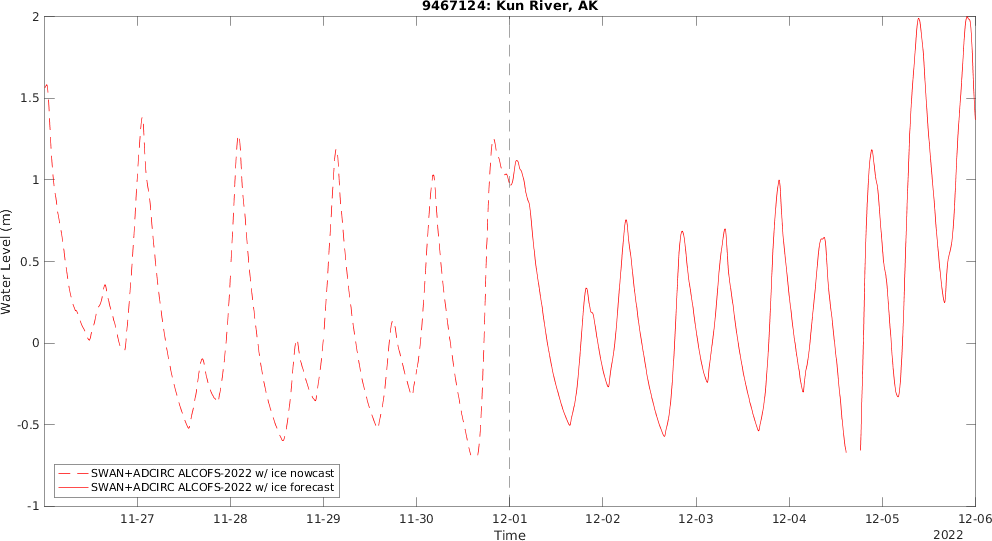 9467124: Kun River, AK
Water Level (m)
2
1.5
1
0.5
0
-0.5
-1
SWAN+ADCIRC ALCOFS-2022 w/ ice nowcast
SWAN+ADCIRC ALCOFS-2022 w/ ice forecast
11-27 11-28 11-29 11-30 12-01 12-02 12-03 12-04 12-05 12-06
Time
2022